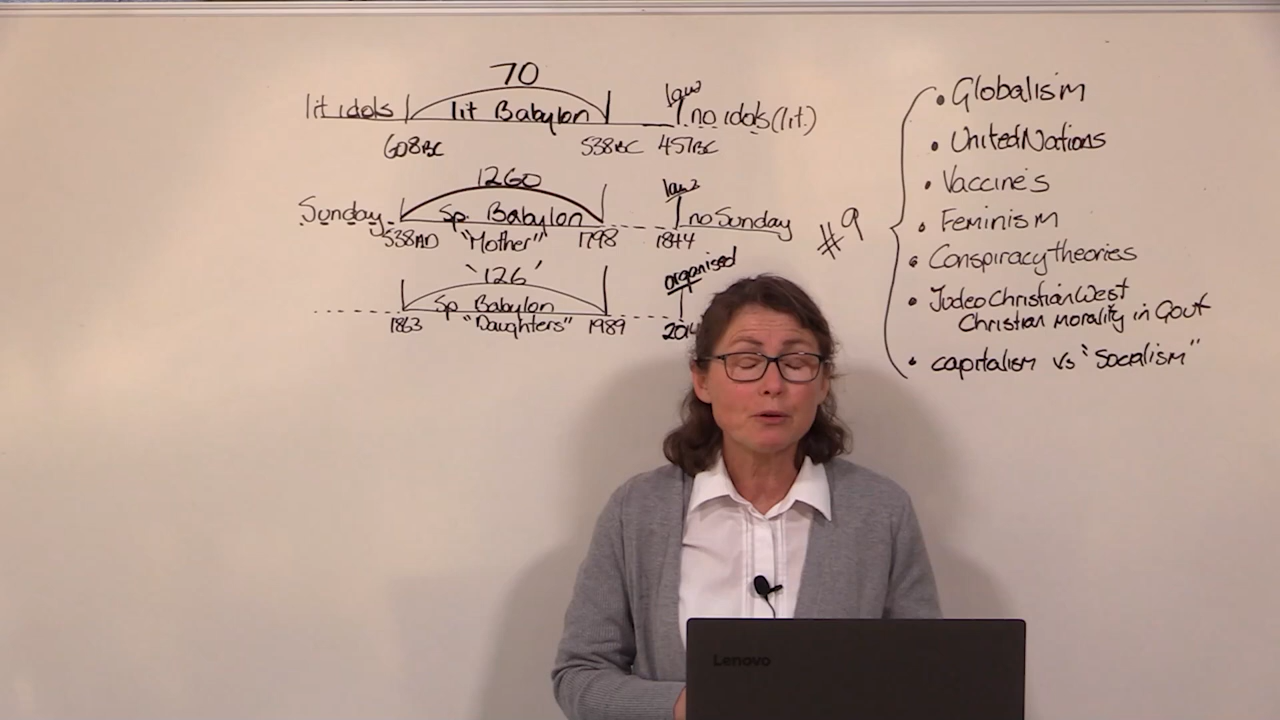 70
lit idols lit Babylon law no idols (lit.)
608BC 538BC 457BC
1260
Sunday Sp. Babylon law no Sunday
538AD "Mother" 1798 1844
'126' organised
Sp. Babylon
1863 "Daughters" 1989 2014
#9
• Globalism
• United Nations
• Vaccine's
• Feminism
• Conspiracy theories
• Judeo Christian West
Christian morality in Govt
• capitalism vs "Socialism"
Lenovo